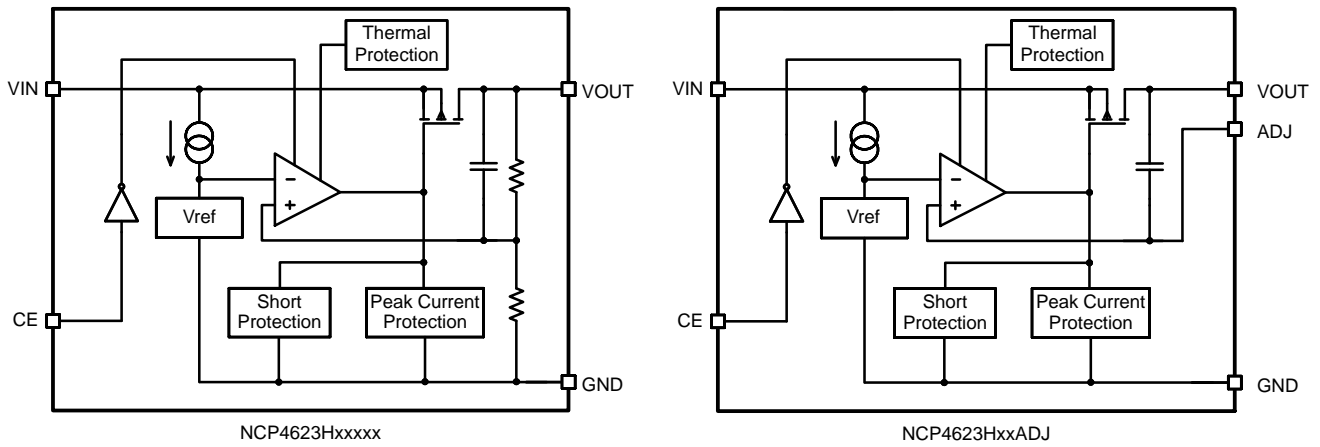 Thermal
Protection
VIN
VOUT
−
+
Vref
Short
Protection
Peak Current
Protection
CE
GND
NCP4623Hxxxxx
Thermal
Protection
VIN
VOUT
ADJ
−
+
Vref
Short
Protection
Peak Current
Protection
CE
GND
NCP4623HxxADJ